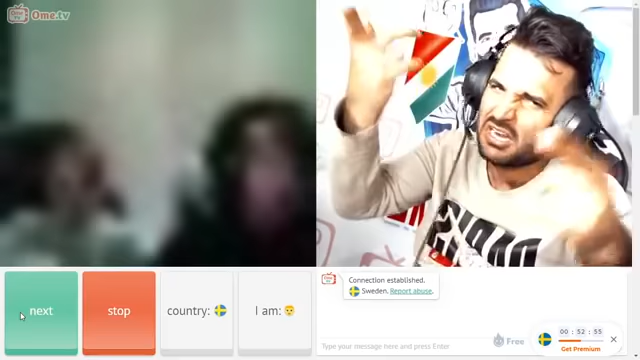 Ome.tv
next
stop
country:
I am:
Connection established.
Sweden. Report abuse.
Type your message here and press Enter
Free
00 : 52 : 55
Get Premium